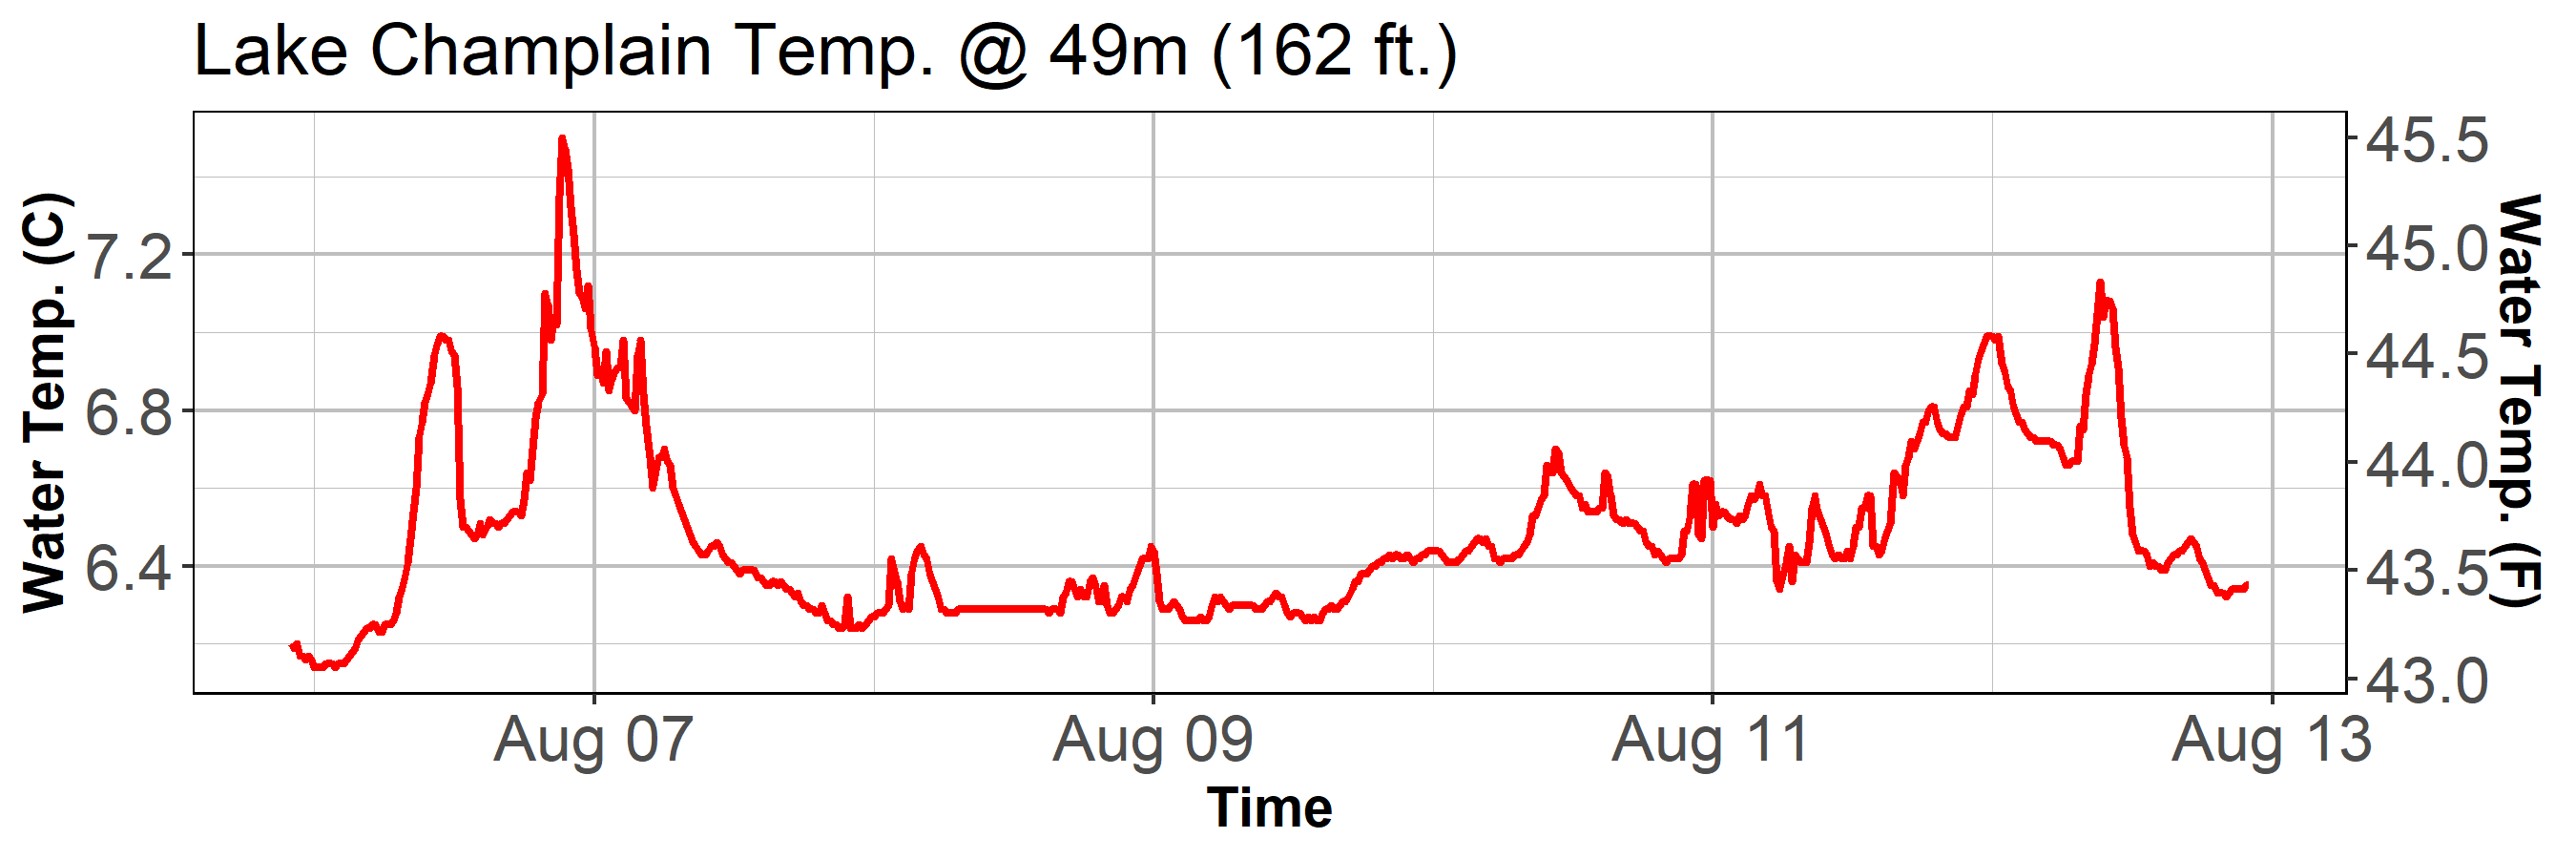 Lake Champlain Temp. @ 49m (162 ft.)
Water Temp. (C)
7.2
6.8
6.4
45.5
45.0
44.5
44.0
43.5
43.0
Water Temp. (F)
Aug 07 Aug 09 Aug 11 Aug 13
Time